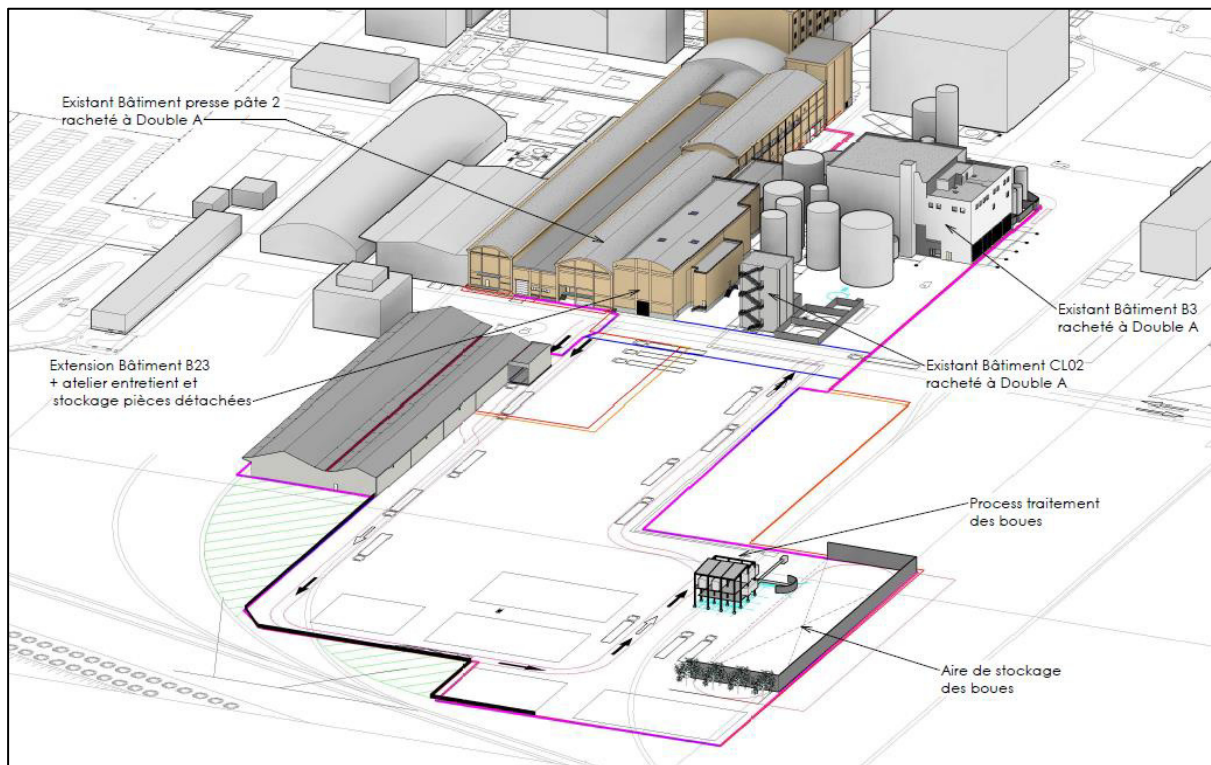 Existant Bâtiment presse pâte 2
racheté à Double A
Existant Bâtiment B3
racheté à Double A
Extension Bâtiment B23
+ atelier entretient et
stockage pièces détachées
Existant Bâtiment CL02
racheté à Double A
Process traitement
des boues
Aire de stockage
des boues